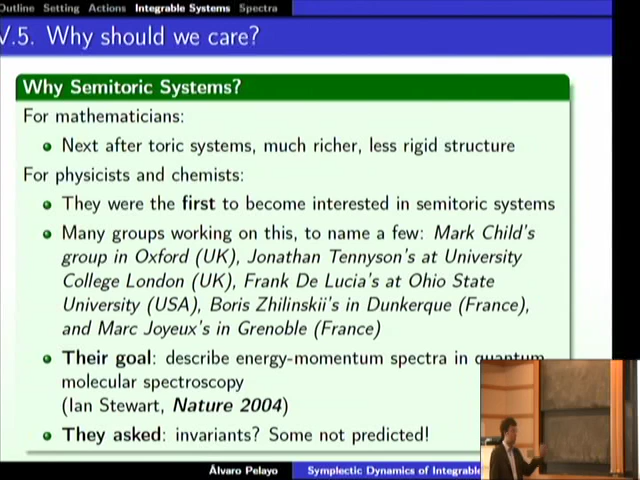 Outline Setting Actions Integrable Systems Spectra
V.5. Why should we care?
Why Semitoric Systems?
For mathematicians:
Next after toric systems, much richer, less rigid structure
For physicists and chemists:
They were the first to become interested in semitoric systems
Many groups working on this, to name a few: Mark Child's
group in Oxford (UK), Jonathan Tennyson's at University
College London (UK), Frank De Lucia's at Ohio State
University (USA), Boris Zhilinskii's in Dunkerque (France),
and Marc Joyeux's in Grenoble (France)
Their goal: describe energy-momentum spectra in quantum
molecular spectroscopy
(Ian Stewart, Nature 2004)
They asked: invariants? Some not predicted!
Álvaro Pelayo Symplectic Dynamics of Integrable